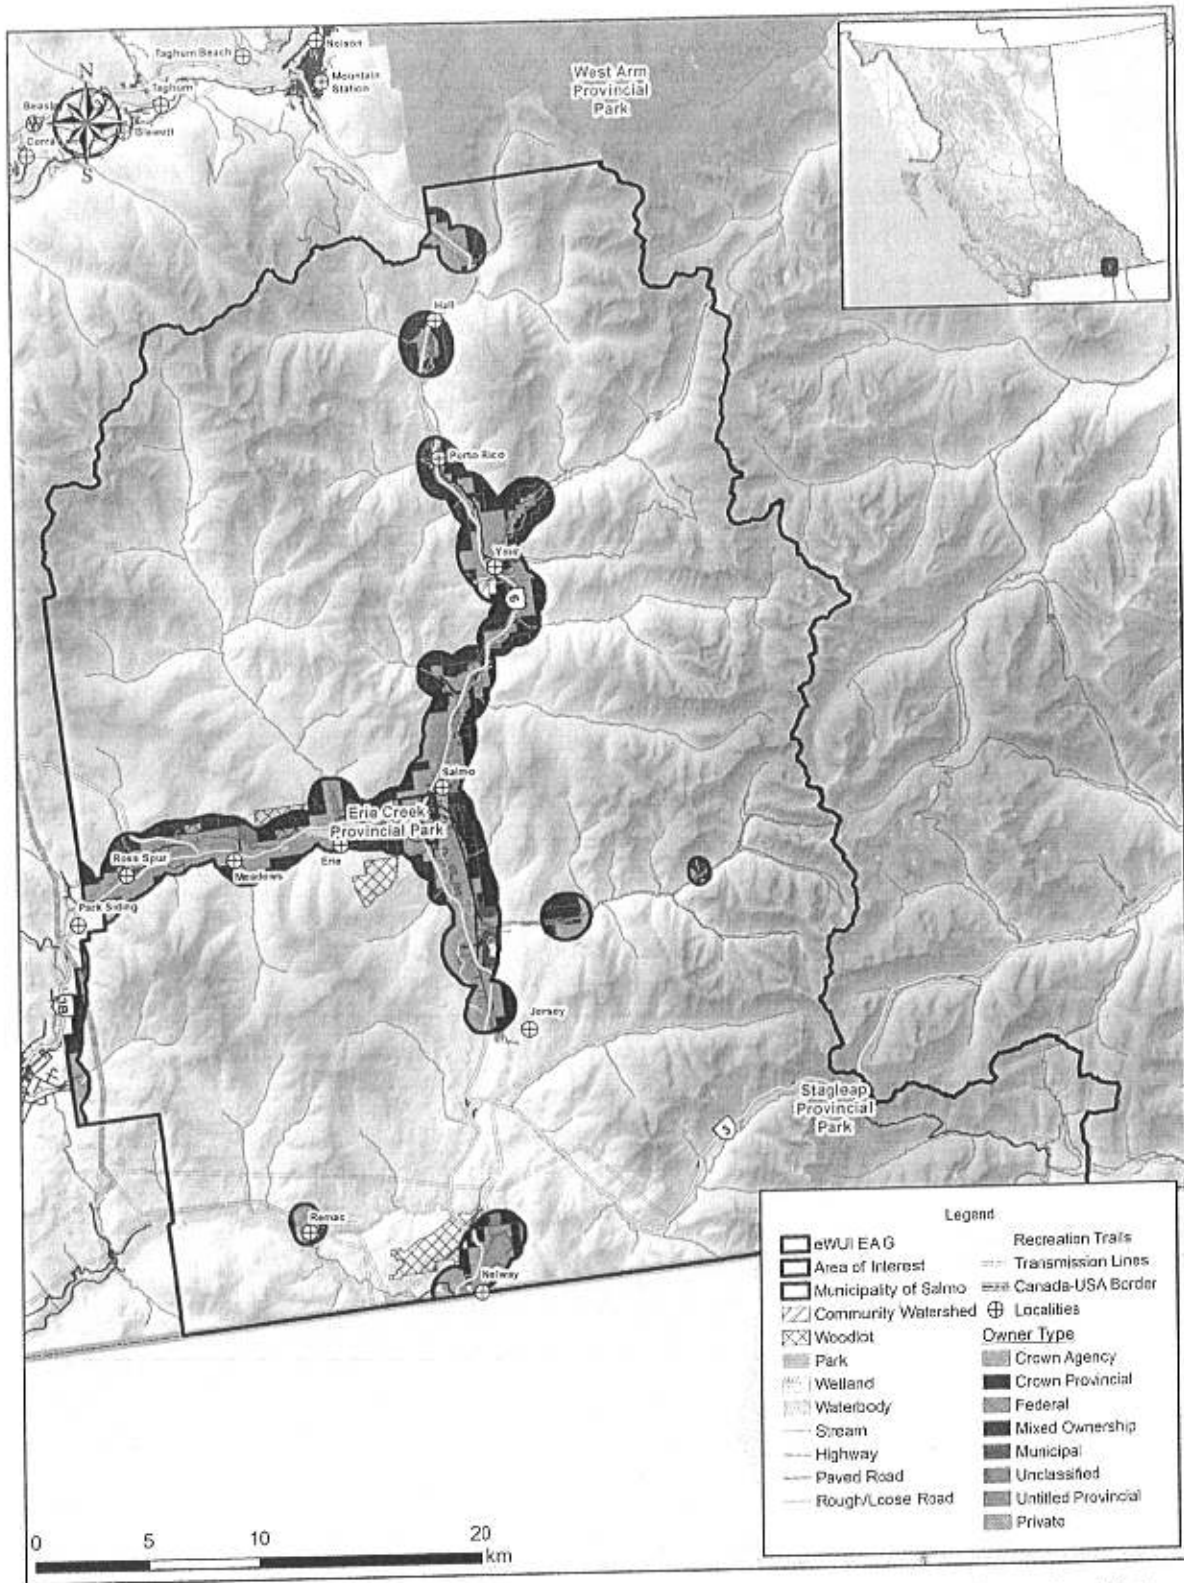 Nelson
Taghum Beach
Mountain
Station
Taghum
N
W
S
West Arm
Provincial
Park
Hall
Porto Rico
Ymir
6
Salmo
Erie Creek
Provincial Park
Erie
Ross Spur
Meadows
Park Siding
Jersey
Stagleap
Provincial
Park
3
Remac
Nelway
Legend
eWUI EAG
Area of Interest
Municipality of Salmo
Community Watershed
Woodlot
Park
Wetland
Waterbody
Stream
Highway
Paved Road
Rough/Loose Road
Recreation Trails
Transmission Lines
Canada-USA Border
Localities
Owner Type
Crown Agency
Crown Provincial
Federal
Mixed Ownership
Municipal
Unclassified
Untitled Provincial
Private
0 5 10 20
km